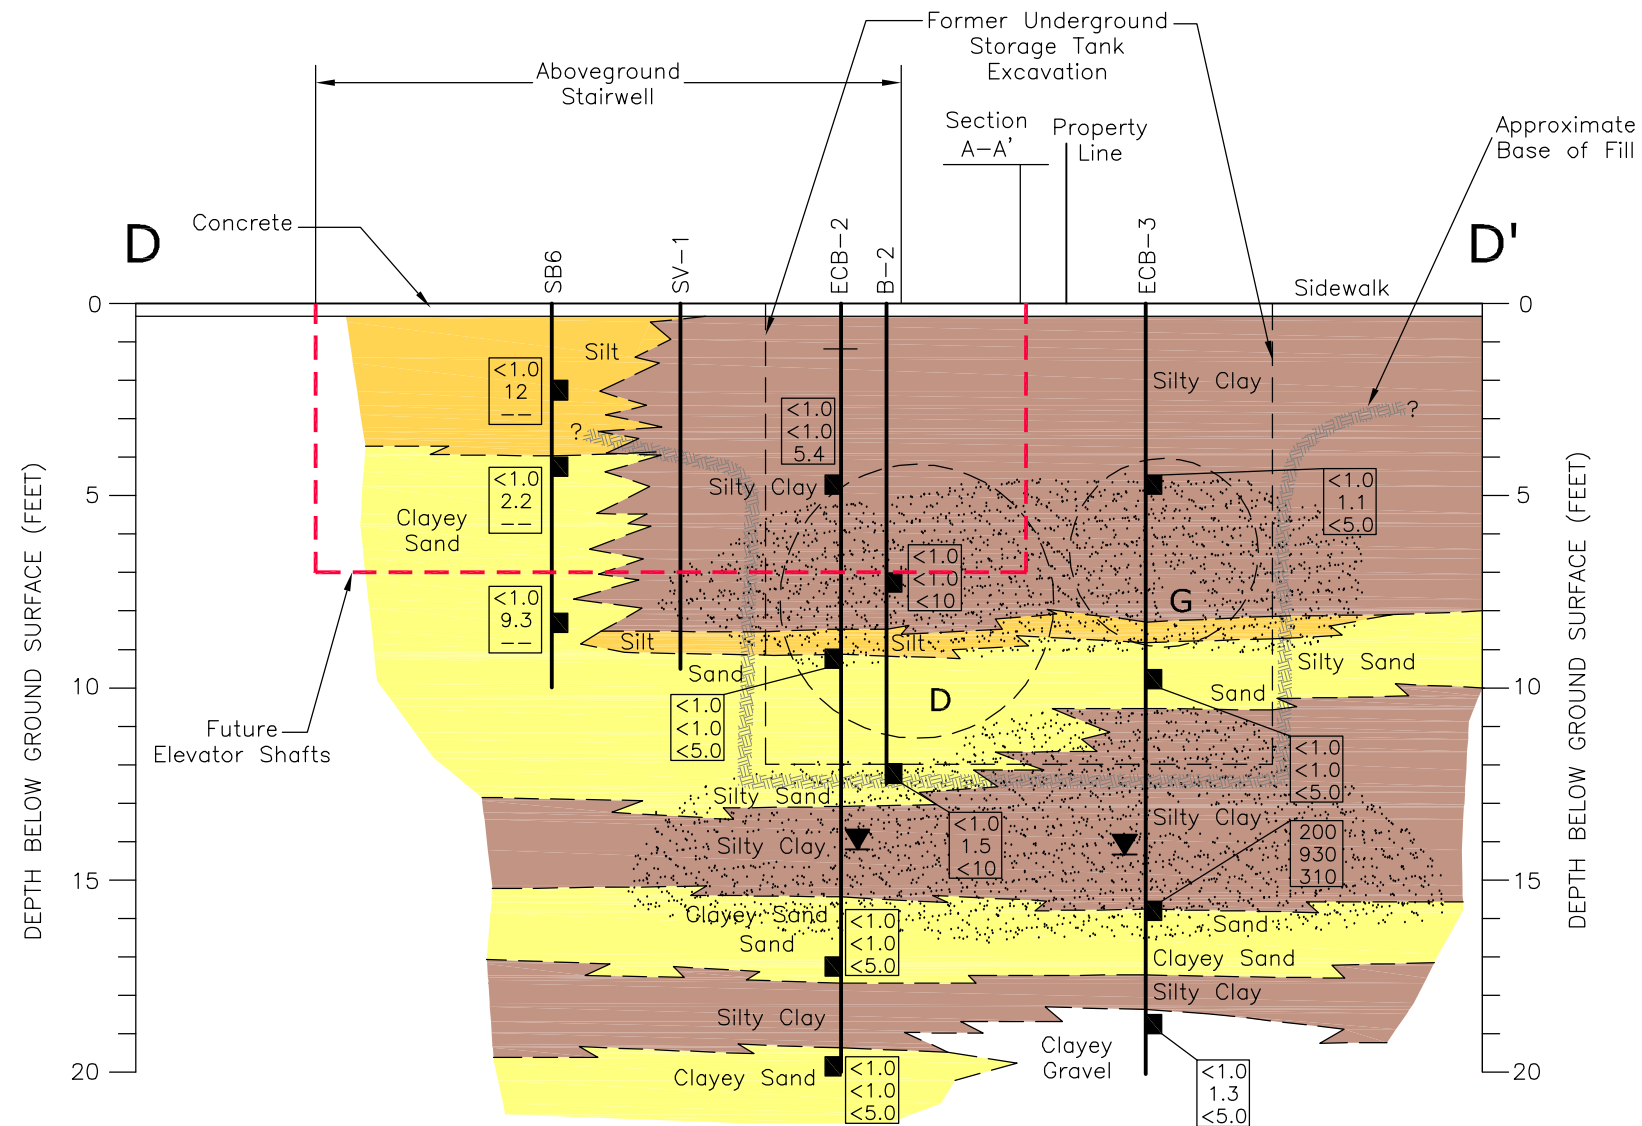 Former Underground
Storage Tank
Excavation
Aboveground
Stairwell
Section
A-A'
Property
Line
Approximate
Base of Fill
Concrete
D
D'
SB6
SV-1
ECB-2
B-2
ECB-3
Sidewalk
0
0
Silt
<1.0
12
--
Silty Clay
<1.0
<1.0
5.4
?
?
<1.0
2.2
--
Silty Clay
5
5
<1.0
1.1
<5.0
Clayey
Sand
<1.0
<1.0
<10
<1.0
9.3
--
G
Silt
Silt
Sand
Silty Sand
10
10
Sand
D
<1.0
<1.0
<5.0
Future
Elevator Shafts
<1.0
<1.0
<5.0
Silty Sand
Silty Clay
<1.0
1.5
<10
200
930
310
Silty Clay
15
15
Clayey Sand
Sand
<1.0
<1.0
<5.0
Sand
Clayey Sand
Silty Clay
Silty Clay
Clayey
Gravel
20
20
Clayey Sand
<1.0
<1.0
<5.0
<1.0
1.3
<5.0
DEPTH BELOW GROUND SURFACE (FEET)
DEPTH BELOW GROUND SURFACE (FEET)